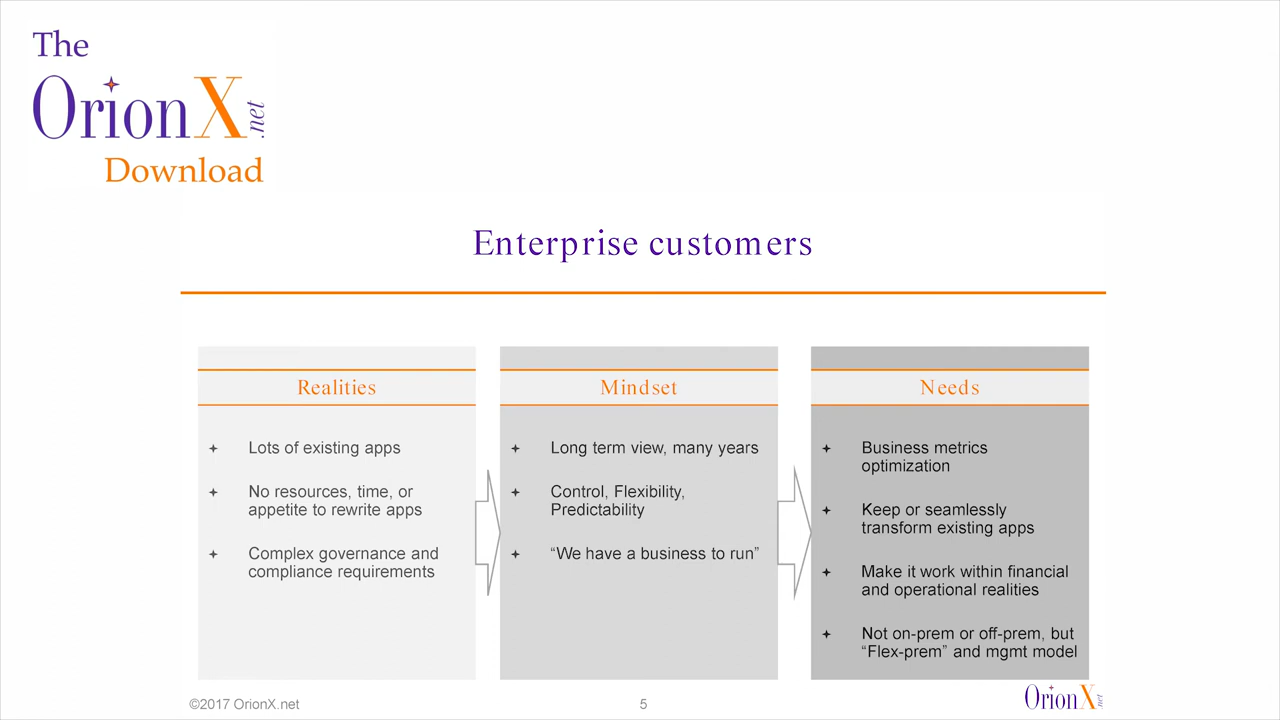 The
OrionX.net
Download
Enterprise customers
Realities
Lots of existing apps
No resources, time, or
appetite to rewrite apps
Complex governance and
compliance requirements
Mindset
Long term view, many years
Control, Flexibility,
Predictability
“We have a business to run”
Needs
Business metrics
optimization
Keep or seamlessly
transform existing apps
Make it work within financial
and operational realities
Not on-prem or off-prem, but
“Flex-prem” and mgmt model
©2017 OrionX.net
5
OrionX.net